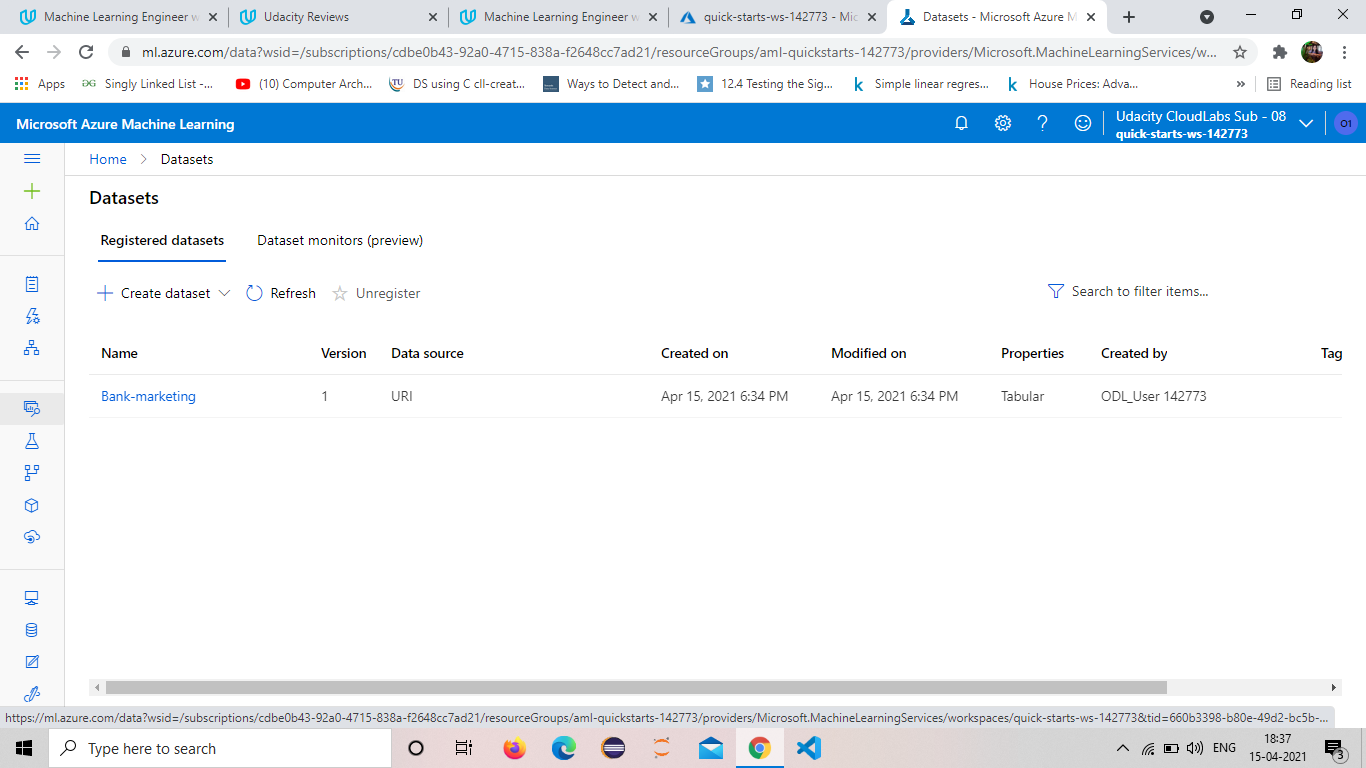 Machine Learning Engineer w
Udacity Reviews
Machine Learning Engineer w
quick-starts-ws-142773 - Mic
Datasets - Microsoft Azure M
ml.azure.com/data?wsid=/subscriptions/cdbe0b43-92a0-4715-838a-f2648cc7ad21/resourceGroups/aml-quickstarts-142773/providers/Microsoft.MachineLearningServices/w...
Apps
Singly Linked List -...
(10) Computer Arch...
DS using C cll-creat...
Ways to Detect and...
12.4 Testing the Sig...
Simple linear regres...
House Prices: Adva...
Reading list
Microsoft Azure Machine Learning
Udacity CloudLabs Sub - 08
quick-starts-ws-142773
O1
Home > Datasets
Datasets
Registered datasets
Dataset monitors (preview)
Create dataset
Refresh
Unregister
Search to filter items...
Name Version Data source Created on Modified on Properties Created by Tag
Bank-marketing 1 URI Apr 15, 2021 6:34 PM Apr 15, 2021 6:34 PM Tabular ODL_User 142773
https://ml.azure.com/data?wsid=/subscriptions/cdbe0b43-92a0-4715-838a-f2648cc7ad21/resourceGroups/aml-quickstarts-142773/providers/Microsoft.MachineLearningServices/workspaces/quick-starts-ws-142773&tid=660b3398-b80e-49d2-bc5b-...
Type here to search
ENG
18:37
15-04-2021
3